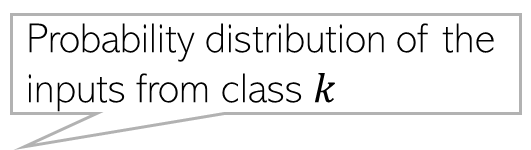 Probability distribution of the
inputs from class k